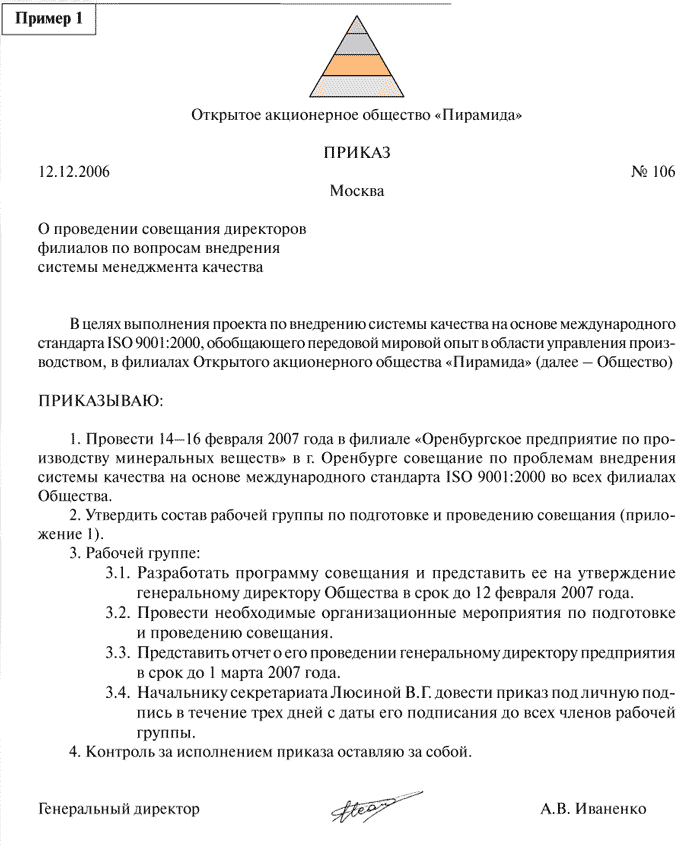 Пример 1
Открытое акционерное общество «Пирамида»
ПРИКАЗ
12.12.2006 № 106
Москва
О проведении совещания директоров
филиалов по вопросам внедрения
системы менеджмента качества
В целях выполнения проекта по внедрению системы качества на основе международного
стандарта ISO 9001:2000, обобщающего передовой мировой опыт в области управления произ-
водством, в филиалах Открытого акционерного общества «Пирамида» (далее – Общество)
ПРИКАЗЫВАЮ:
1. Провести 14–16 февраля 2007 года в филиале «Оренбургское предприятие по про-
изводству минеральных веществ» в г. Оренбурге совещание по проблемам внедрения
системы качества на основе международного стандарта ISO 9001:2000 во всех филиалах
Общества.
2. Утвердить состав рабочей группы по подготовке и проведению совещания (прило-
жение 1).
3. Рабочей группе:
3.1. Разработать программу совещания и представить ее на утверждение
генеральному директору Общества в срок до 12 февраля 2007 года.
3.2. Провести необходимые организационные мероприятия по подготовке
и проведению совещания.
3.3. Представить отчет о его проведении генеральному директору предприятия
в срок до 1 марта 2007 года.
3.4. Начальнику секретариата Люсиной В.Г. довести приказ под личную под-
пись в течение трех дней с даты его подписания до всех членов рабочей
группы.
4. Контроль за исполнением приказа оставляю за собой.
Генеральный директор А.В. Иваненко